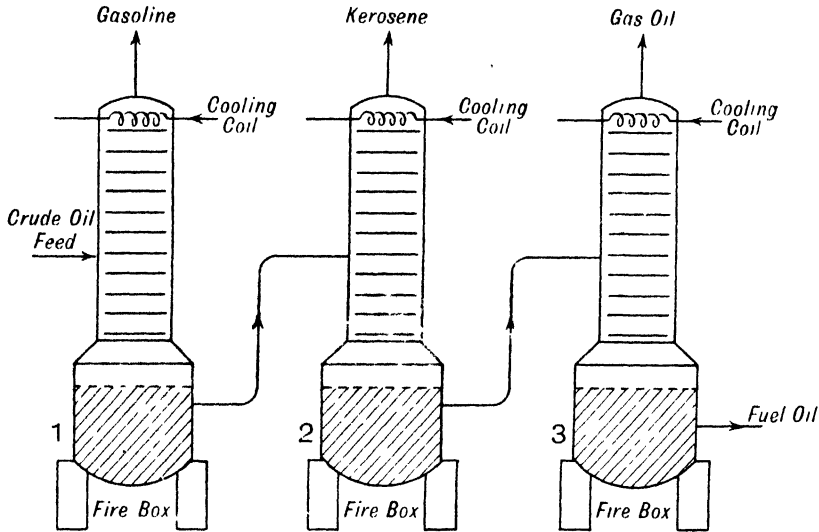 Gasoline
Kerosene
Gas Oil
Cooling
Coil
Cooling
Coil
Cooling
Coil
Crude Oil
Feed
1
2
3
Fuel Oil
Fire Box
Fire Box
Fire Box